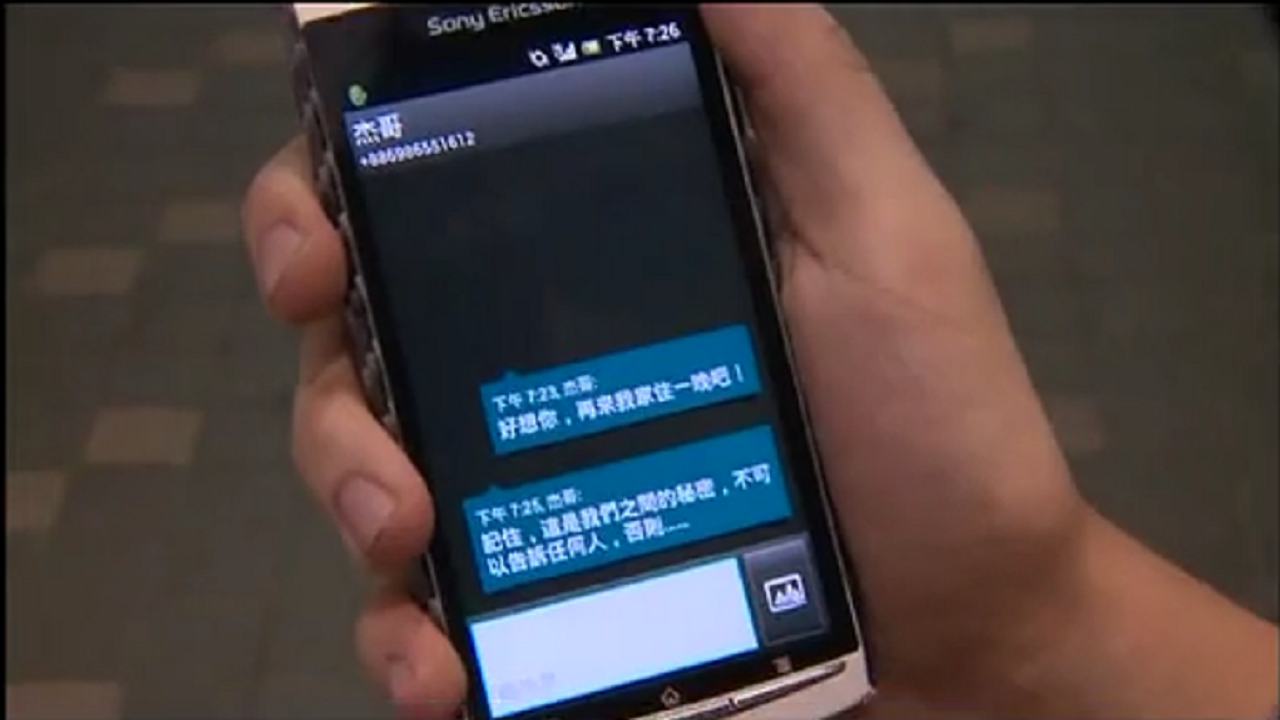 Sony Ericsson
下午 7:26
杰哥
+886986551612
下午 7:23, 杰哥:
好想你，再來我家住一晚吧！
下午 7:25, 杰哥:
記住，這是我們之間的秘密，不可
以告訴任何人，否則......